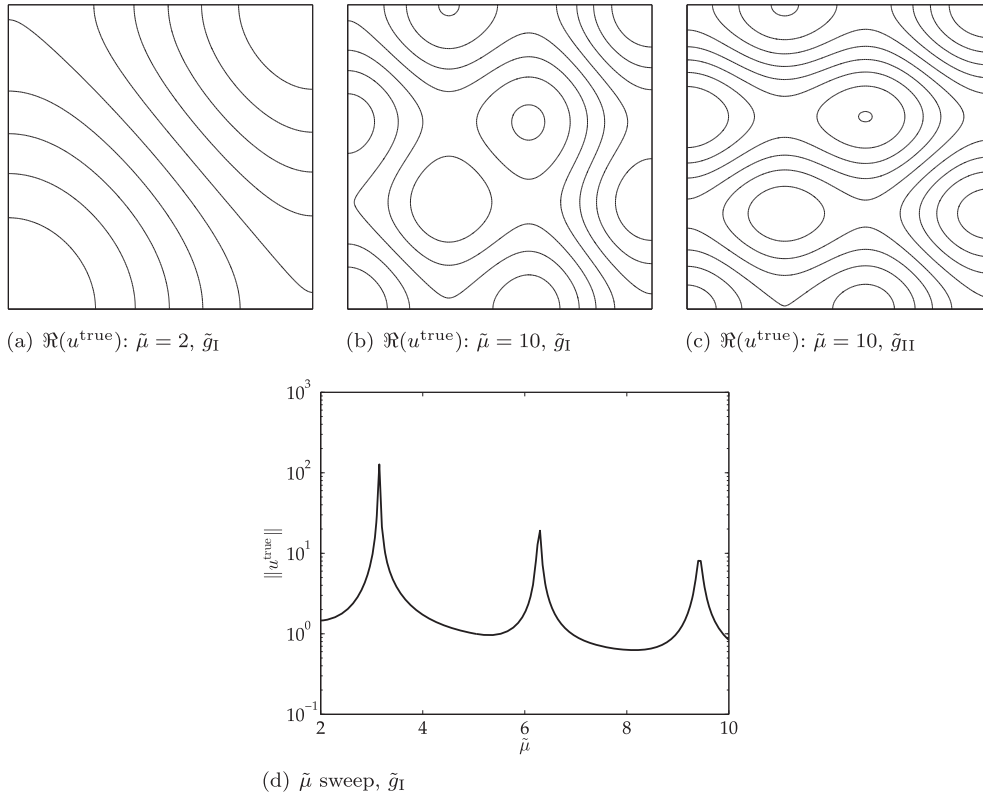 (a) ℜ(u^true): μ̃ = 2, g̃_I
(b) ℜ(u^true): μ̃ = 10, g̃_I
(c) ℜ(u^true): μ̃ = 10, g̃_II
10^3
10^2
10^1
10^0
10^−1
‖u^true‖
2
4
6
8
10
μ̃
(d) μ̃ sweep, g̃_I